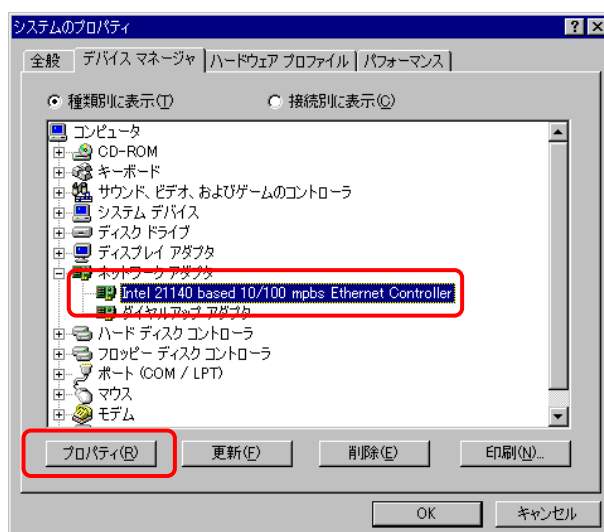 システムのプロパティ
全般 デバイス マネージャ ハードウェア プロファイル パフォーマンス
種類別に表示(T) 接続別に表示(C)
コンピュータ
CD-ROM
キーボード
サウンド、ビデオ、およびゲームのコントローラ
システム デバイス
ディスク ドライブ
ディスプレイ アダプタ
ネットワーク アダプタ
Intel 21140 based 10/100 mpbs Ethernet Controller
ダイヤルアップ アダプタ
ハード ディスク コントローラ
フロッピー ディスク コントローラ
ポート (COM / LPT)
マウス
モデム
プロパティ(R) 更新(F) 削除(E) 印刷(N)...
OK キャンセル